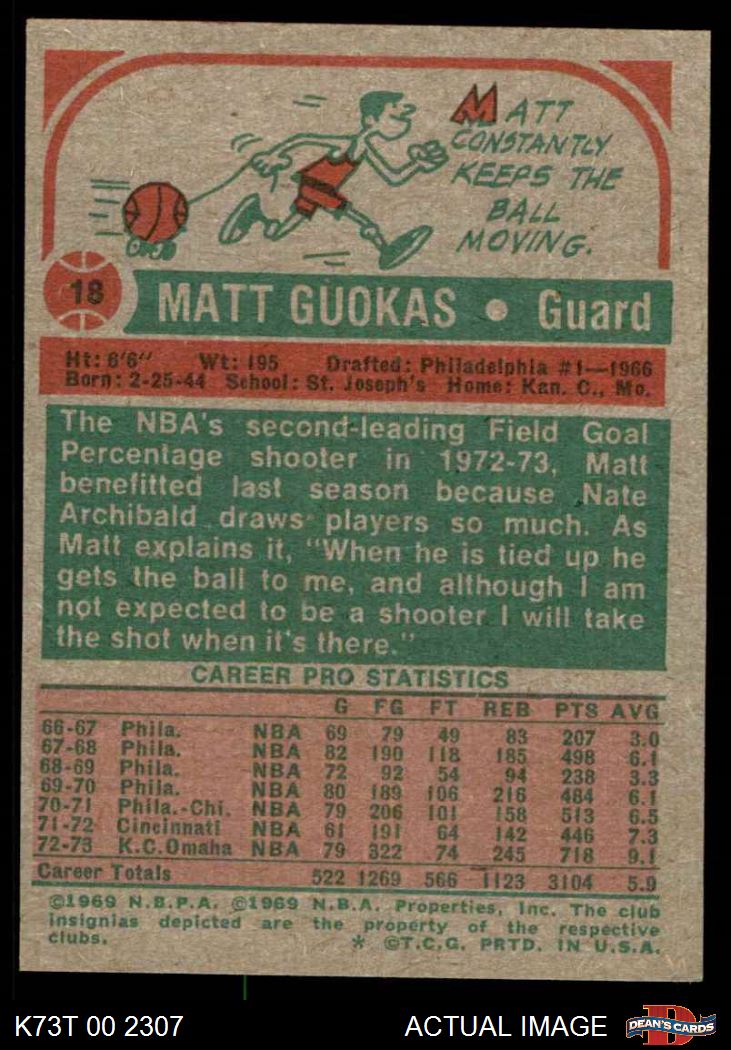 MATT
CONSTANTLY
KEEPS THE
BALL
MOVING.
18
MATT GUOKAS • Guard
Ht: 6'6" Wt: 195 Drafted: Philadelphia #1—1966
Born: 2-25-44 School: St. Joseph's Home: Kan. C., Mo.
The NBA's second-leading Field Goal
Percentage shooter in 1972-73, Matt
benefitted last season because Nate
Archibald draws players so much. As
Matt explains it, "When he is tied up he
gets the ball to me, and although I am
not expected to be a shooter I will take
the shot when it's there."
CAREER PRO STATISTICS
G FG FT REB PTS AVG
66-67 Phila. NBA 69 79 49 83 207 3.0
67-68 Phila. NBA 82 190 118 185 498 6.1
68-69 Phila. NBA 72 92 54 94 238 3.3
69-70 Phila. NBA 80 189 106 216 484 6.1
70-71 Phila.-Chi. NBA 79 206 101 158 513 6.5
71-72 Cincinnati NBA 61 191 64 142 446 7.3
72-73 K.C.Omaha NBA 79 322 74 245 718 9.1
Career Totals 522 1269 566 1123 3104 5.9
©1969 N.B.P.A. ©1969 N.B.A. Properties, Inc. The club
insignias depicted are the property of the respective
clubs. * ©T.C.G. PRTD. IN U.S.A.
K73T 00 2307 ACTUAL IMAGE D DEAN'S CARDS